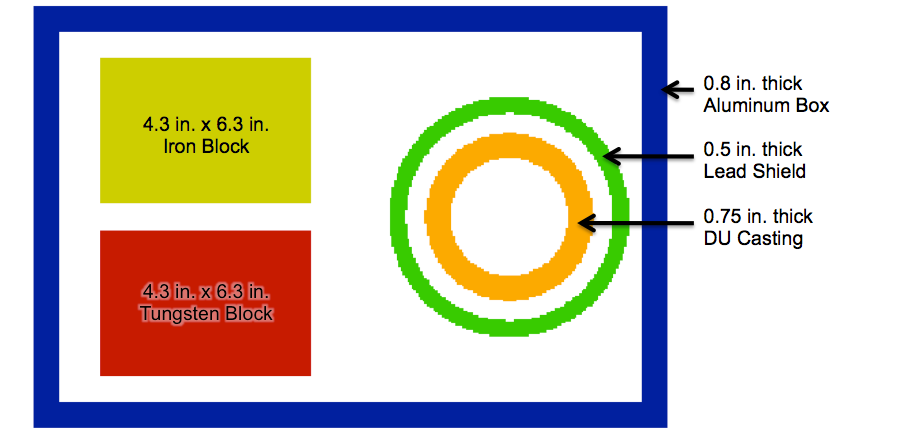 4.3 in. x 6.3 in.
Iron Block
4.3 in. x 6.3 in.
Tungsten Block
0.8 in. thick
Aluminum Box
0.5 in. thick
Lead Shield
0.75 in. thick
DU Casting